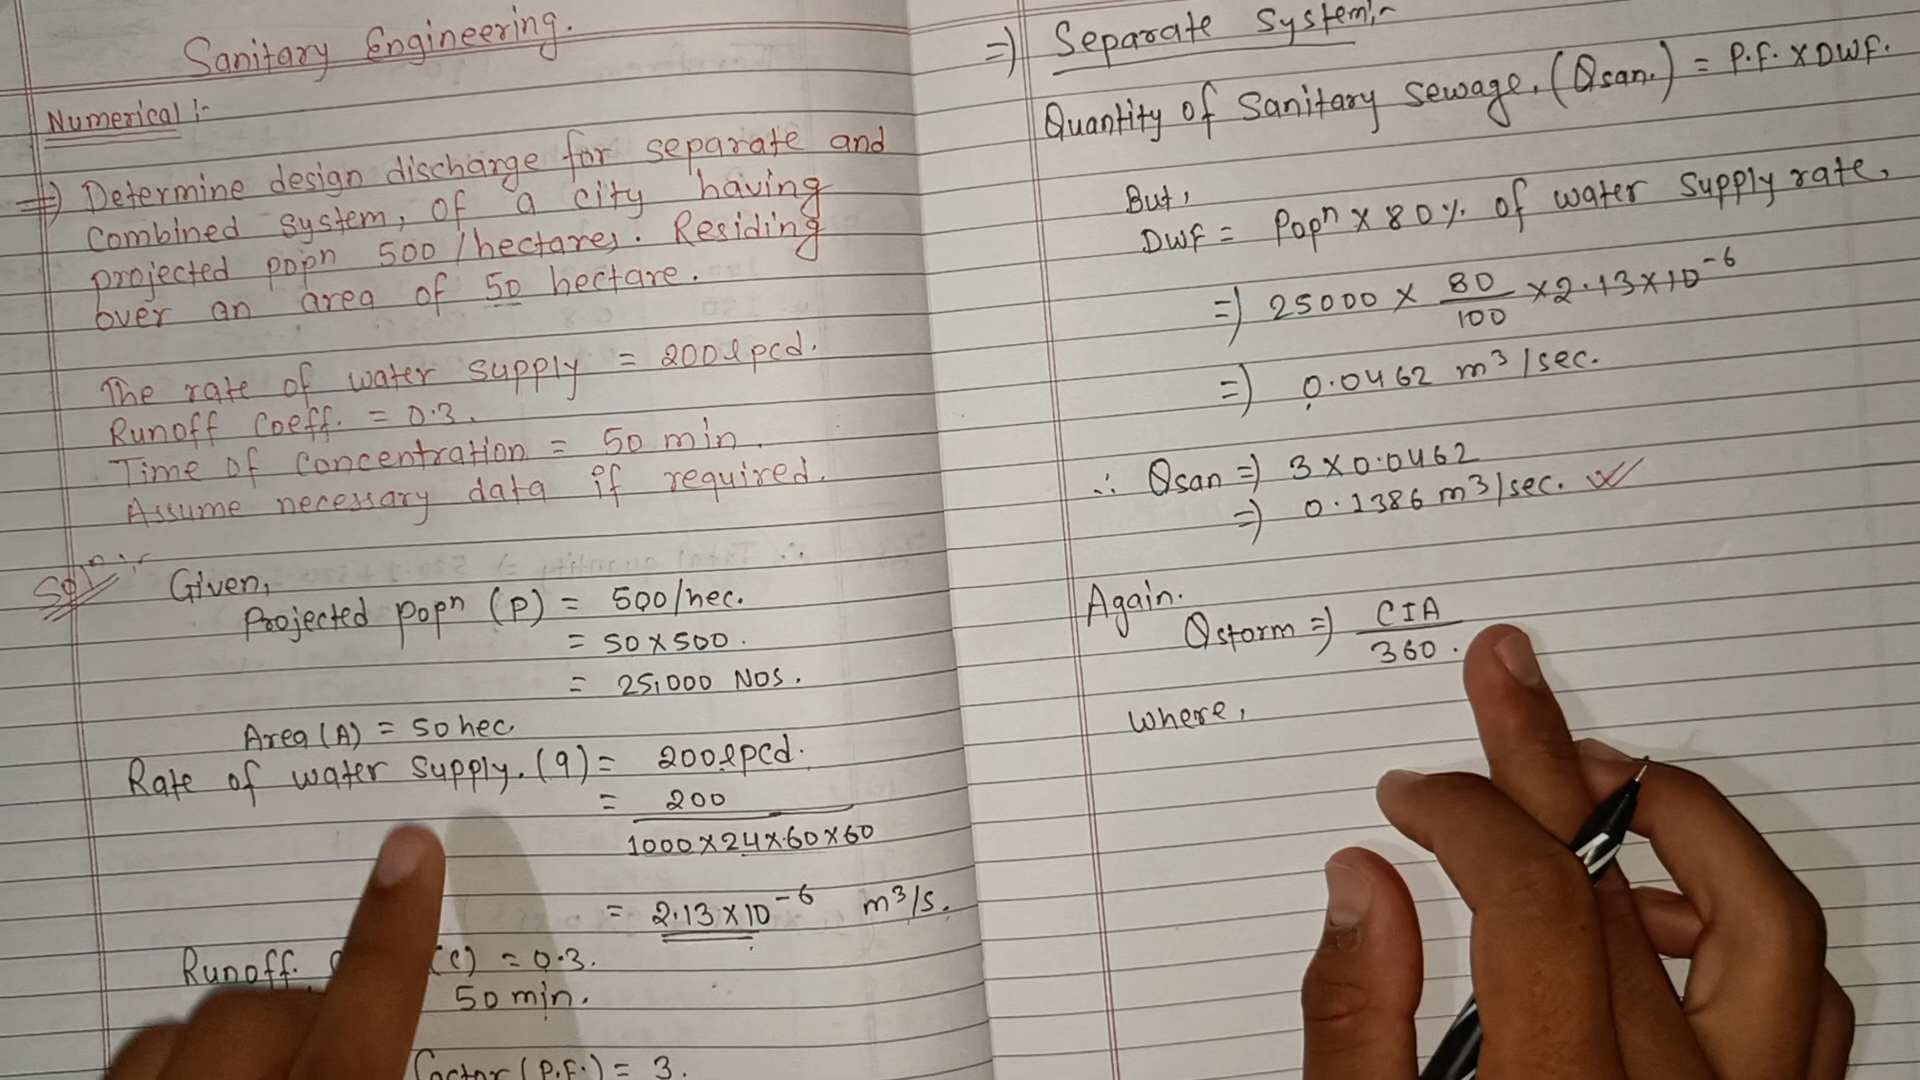 Sanitary Engineering.
Numerical :-
=> Determine design discharge for separate and
combined system, of a city having
projected popn 500/hectares. Residing
over an area of 50 hectare.
The rate of water supply = 200lpcd.
Runoff Coeff. = 0.3.
Time of Concentration = 50 min.
Assume necessary data if required.
Soln :-
Given,
Projected popn (P) = 500/hec.
= 50 x 500.
= 25,000 Nos.
Area (A) = 50 hec.
Rate of water supply. (q) = 200lpcd.
= 200
1000 x 24 x 60 x 60
= 2.13 x 10-6 m3/s.
Runoff. (c) = 0.3.
50 min.
Factor (P.F.) = 3.
=> Separate System:-
Quantity of Sanitary sewage, (Qsan.) = P.F. x DWF.
But,
DWF = Popn x 80 % of water supply rate.
=> 25000 x 80/100 x 2.13 x 10-6
=> 0.0462 m3/sec.
∴ Qsan => 3 x 0.0462
=> 0.1386 m3/sec.
Again.
Qstorm => CIA/360.
Where,